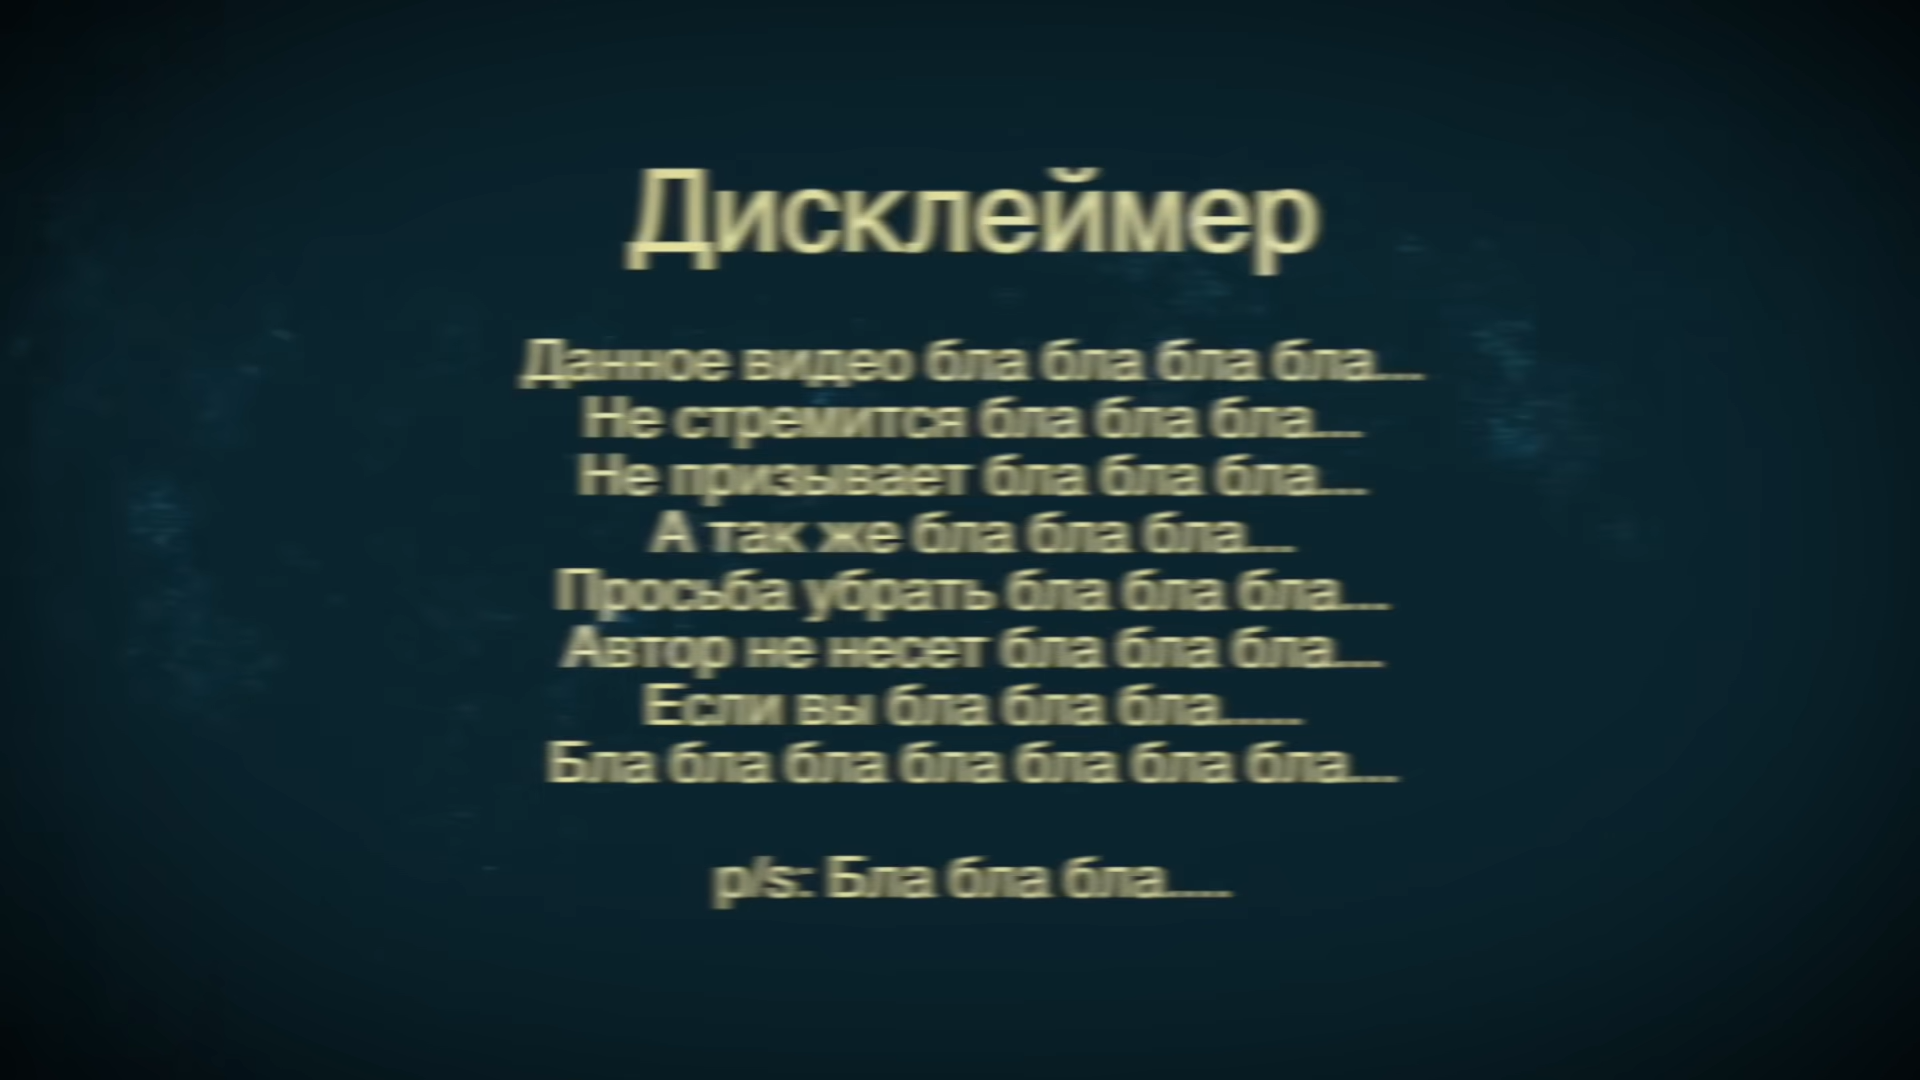 Дисклеймер
Данное видео бла бла бла бла....
Не стремится бла бла бла....
Не призывает бла бла бла....
А так же бла бла бла....
Просьба убрать бла бла бла....
Автор не несет бла бла бла....
Если вы бла бла бла.......
Бла бла бла бла бла бла бла....
p/s: Бла бла бла.....